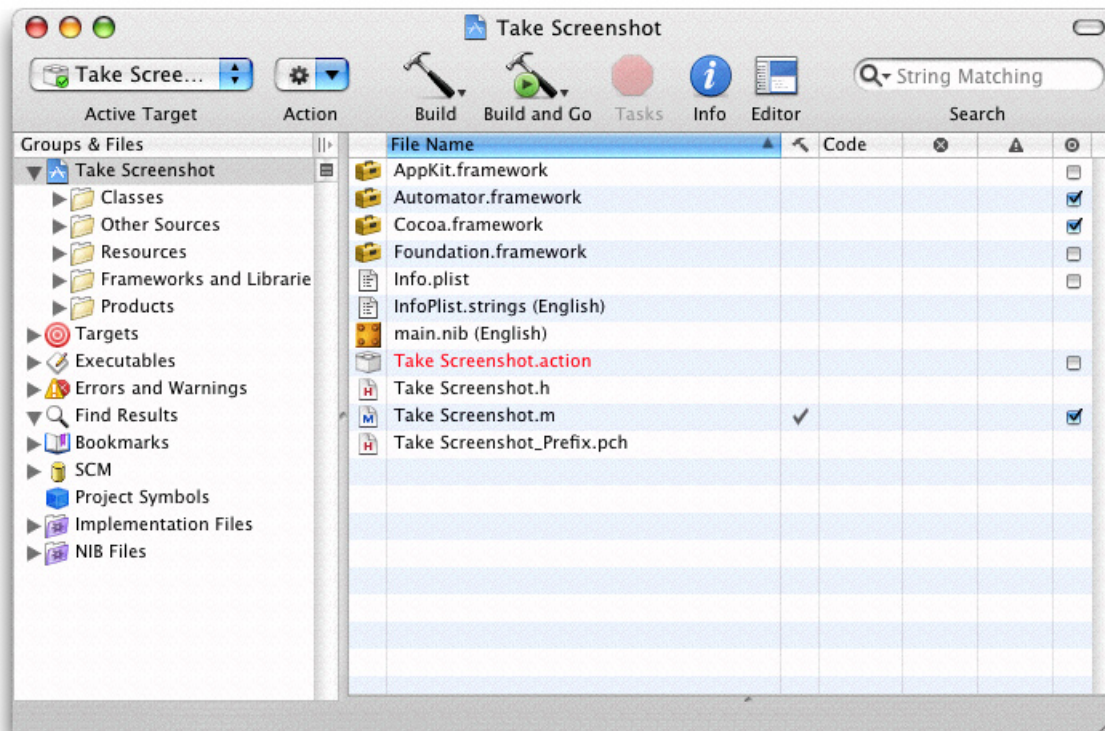 Take Screenshot
Take Scree...
String Matching
Active Target Action Build Build and Go Tasks Info Editor Search
Groups & Files
Take Screenshot
Classes
Other Sources
Resources
Frameworks and Librarie
Products
Targets
Executables
Errors and Warnings
Find Results
Bookmarks
SCM
Project Symbols
Implementation Files
NIB Files
File Name Code
AppKit.framework
Automator.framework
Cocoa.framework
Foundation.framework
Info.plist
InfoPlist.strings (English)
main.nib (English)
Take Screenshot.action
Take Screenshot.h
Take Screenshot.m
Take Screenshot_Prefix.pch